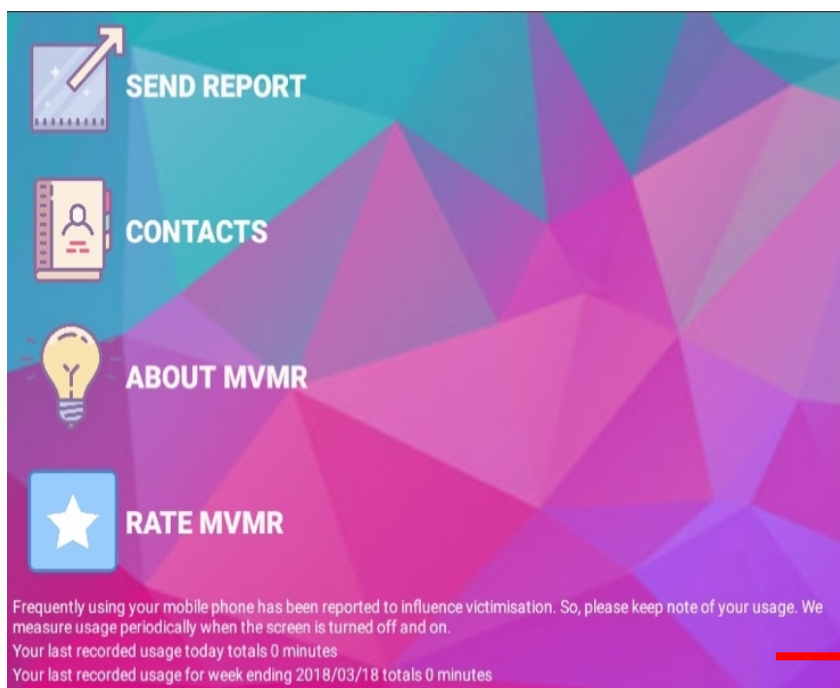 SEND REPORT
CONTACTS
ABOUT MVMR
RATE MVMR
Frequently using your mobile phone has been reported to influence victimisation. So, please keep note of your usage. We
measure usage periodically when the screen is turned off and on.
Your last recorded usage today totals 0 minutes
Your last recorded usage for week ending 2018/03/18 totals 0 minutes